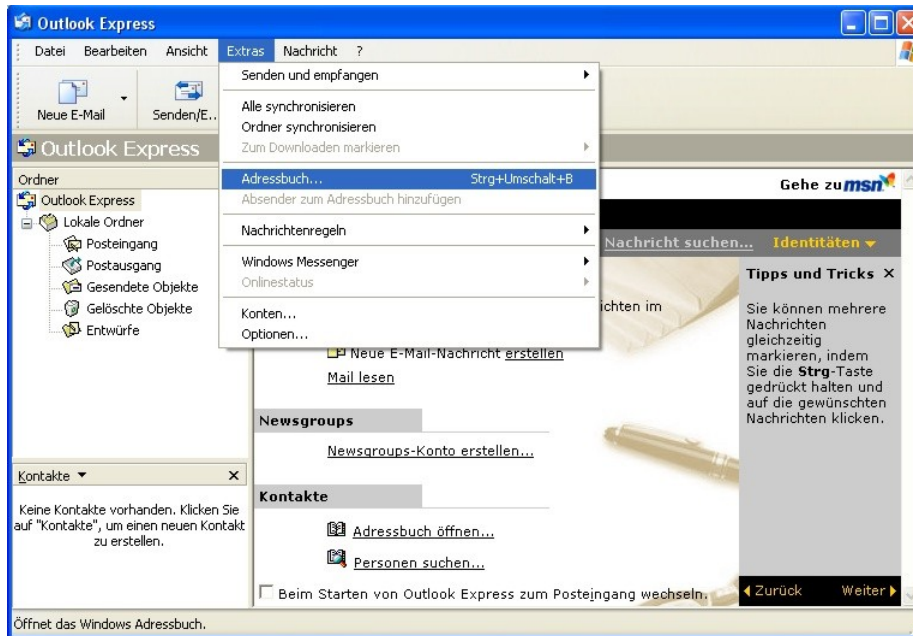 Outlook Express
Datei Bearbeiten Ansicht Extras Nachricht ?
Neue E-Mail
Senden/E..
Senden und empfangen
Alle synchronisieren
Ordner synchronisieren
Zum Downloaden markieren
Adressbuch... Strg+Umschalt+B
Absender zum Adressbuch hinzufügen
Nachrichtenregeln
Windows Messenger
Onlinestatus
Konten...
Optionen...
Outlook Express
Ordner
Outlook Express
Lokale Ordner
Posteingang
Postausgang
Gesendete Objekte
Gelöschte Objekte
Entwürfe
Kontakte
Keine Kontakte vorhanden. Klicken Sie
auf "Kontakte", um einen neuen Kontakt
zu erstellen.
Gehe zu msn
Nachricht suchen... Identitäten
ichten im
Neue E-Mail-Nachricht erstellen
Mail lesen
Newsgroups
Newsgroups-Konto erstellen...
Kontakte
Adressbuch öffnen...
Personen suchen...
Beim Starten von Outlook Express zum Posteingang wechseln.
Tipps und Tricks
Sie können mehrere
Nachrichten
gleichzeitig
markieren, indem
Sie die Strg-Taste
gedrückt halten und
auf die gewünschten
Nachrichten klicken.
Zurück Weiter
Öffnet das Windows Adressbuch.